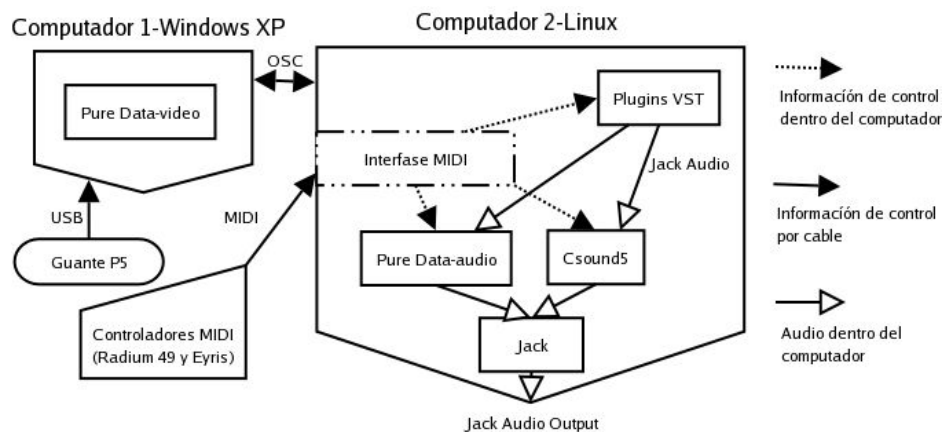 Computador 1-Windows XP
Computador 2-Linux
OSC
Pure Data-video
Plugins VST
Información de control
dentro del computador
Interfase MIDI
Jack Audio
USB
MIDI
Información de control
por cable
Guante P5
Pure Data-audio
Csound5
Controladores MIDI
(Radium 49 y Eyris)
Jack
Audio dentro del
computador
Jack Audio Output